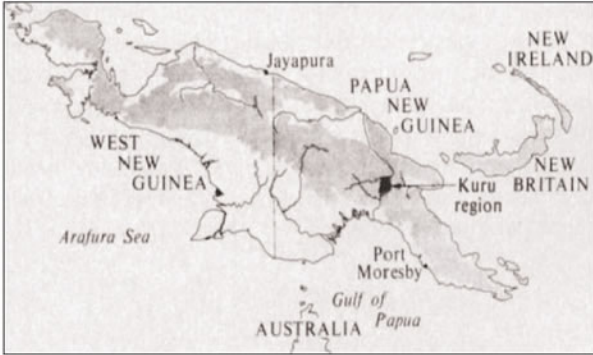 NEW
IRELAND
Jayapura
PAPUA
NEW
GUINEA
WEST
NEW
GUINEA
NEW
BRITAIN
Kuru
region
Arafura Sea
Port
Moresby
Gulf of
Papua
AUSTRALIA